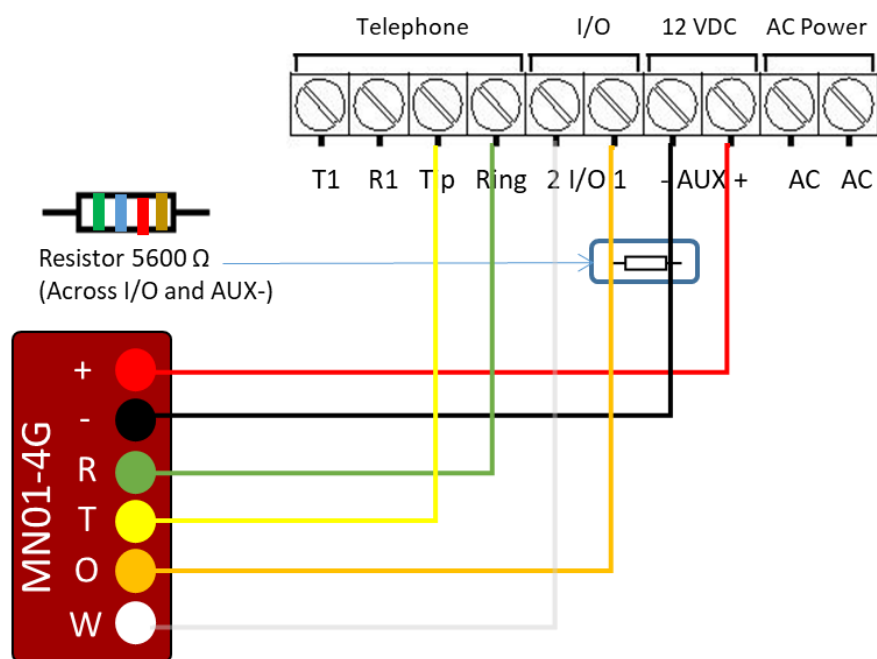 Telephone I/O 12 VDC AC Power
T1 R1 Tip Ring 2 I/O 1 - AUX + AC AC
Resistor 5600 Ω
(Across I/O and AUX-)
MN01-4G
+
-
R
T
O
W